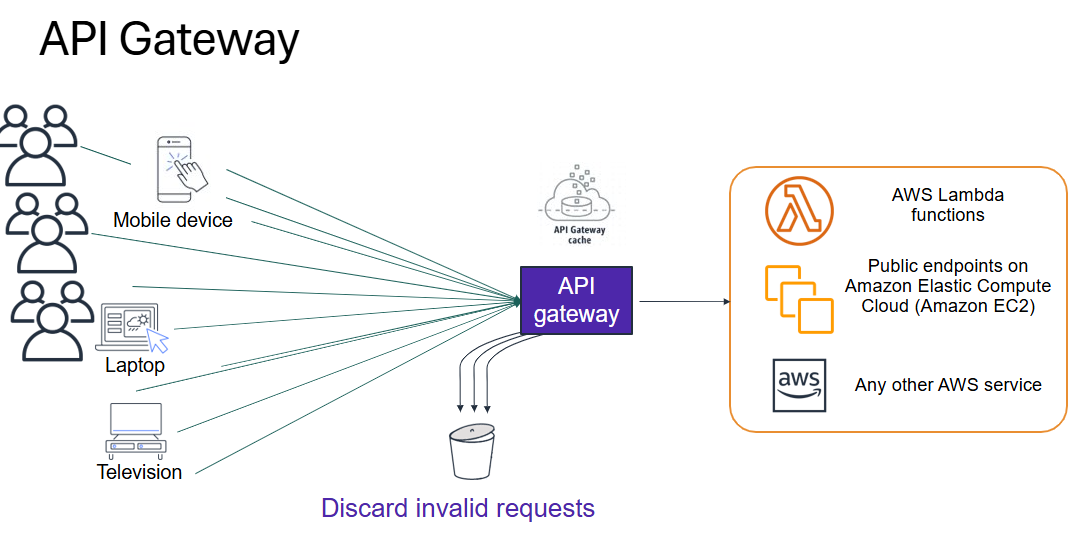 API Gateway
Mobile device
API Gateway
cache
AWS Lambda
functions
Public endpoints on
Amazon Elastic Compute
Cloud (Amazon EC2)
API
gateway
Laptop
aws
Any other AWS service
Television
Discard invalid requests